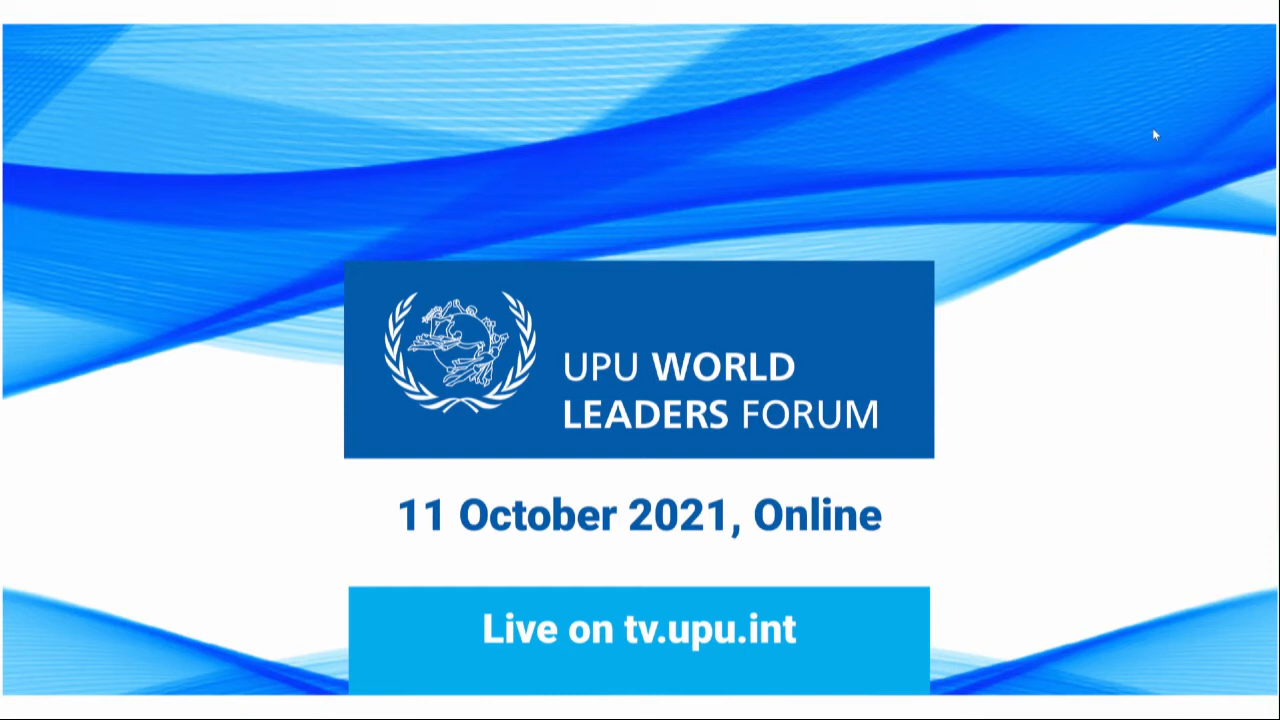 UPU WORLD
LEADERS FORUM
11 October 2021, Online
Live on tv.upu.int